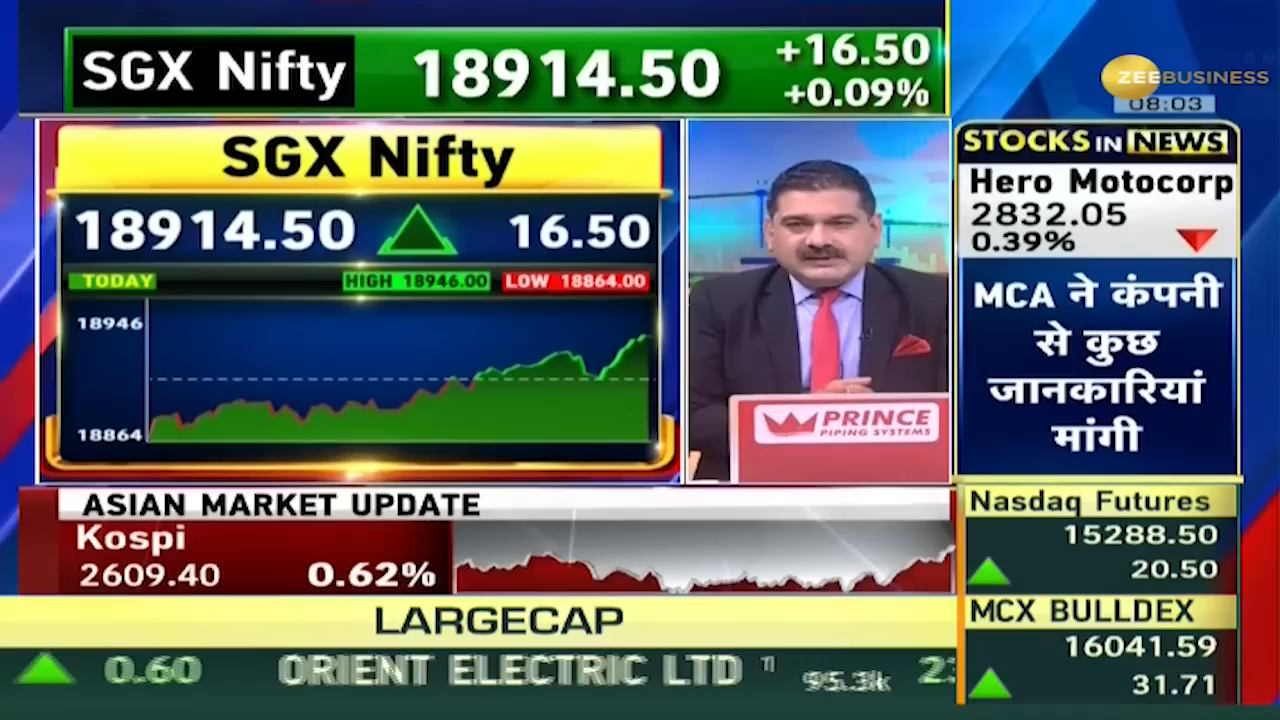 SGX Nifty
18914.50
+16.50
+0.09%
ZEEBUSINESS
08:03
SGX Nifty
18914.50
16.50
TODAY
HIGH 18946.00
LOW 18864.00
18946
18864
PRINCE
PIPING SYSTEMS
STOCKS IN NEWS
Hero Motocorp
2832.05
0.39%
MCA ने कंपनी
से कुछ
जानकारियां
मांगी
ASIAN MARKET UPDATE
Kospi
2609.40
0.62%
Nasdaq Futures
15288.50
20.50
MCX BULLDEX
16041.59
31.71
LARGECAP
0.60 ORIENT ELECTRIC LTD 95.3k